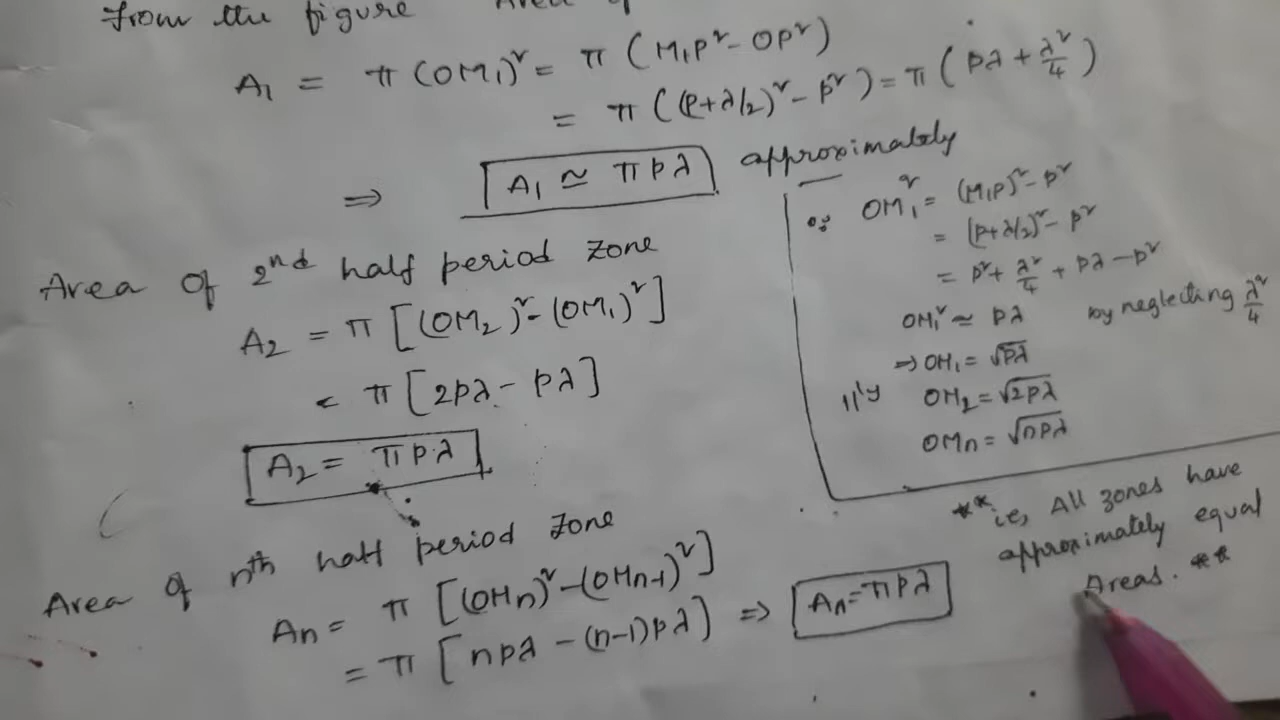 From the figure Area of
A₁ = π (OM₁)² = π (M₁P² - OP²)
= π ((P+λ/2)² - P²) = π (Pλ + λ²/4)
⇒ A₁ ≃ πPλ approximately
Area of 2nd half period zone
A₂ = π [(OM₂)² - (OM₁)²]
= π [2Pλ - Pλ]
A₂ = πP.λ
Area of nth half period zone
An = π [(OMn)² - (OMn-1)²]
= π [nPλ - (n-1)Pλ] ⇒ An = πPλ
∵ OM₁² = (M₁P)² - P²
= (P+λ/2)² - P²
= P² + λ²/4 + Pλ - P²
OM₁² ≃ Pλ by neglecting λ²/4
⇒ OM₁ = √Pλ
|||ly OM₂ = √2Pλ
OMn = √nPλ
** ie, All zones have
approximately equal
Areas. **